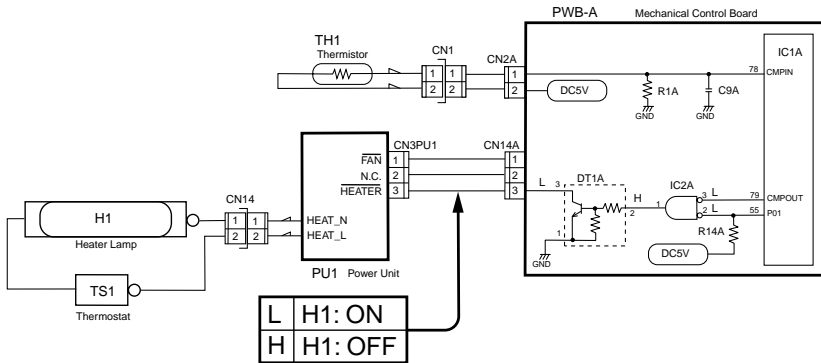 PWB-A Mechanical Control Board
TH1
Thermistor
CN1
CN2A
IC1A
1 1 1
2 2 2
78 CMPIN
DC5V
R1A
C9A
GND GND
CN3PU1
CN14A
FAN 1 1
N.C. 2 2
HEATER 3 3
L 3
DT1A
H
2
1
IC2A
1
3 L
2 L
79 CMPOUT
55 P01
R14A
1
GND
DC5V
CN14
H1
Heater Lamp
1 1 HEAT_N
2 2 HEAT_L
TS1
Thermostat
PU1 Power Unit
L H1: ON
H H1: OFF